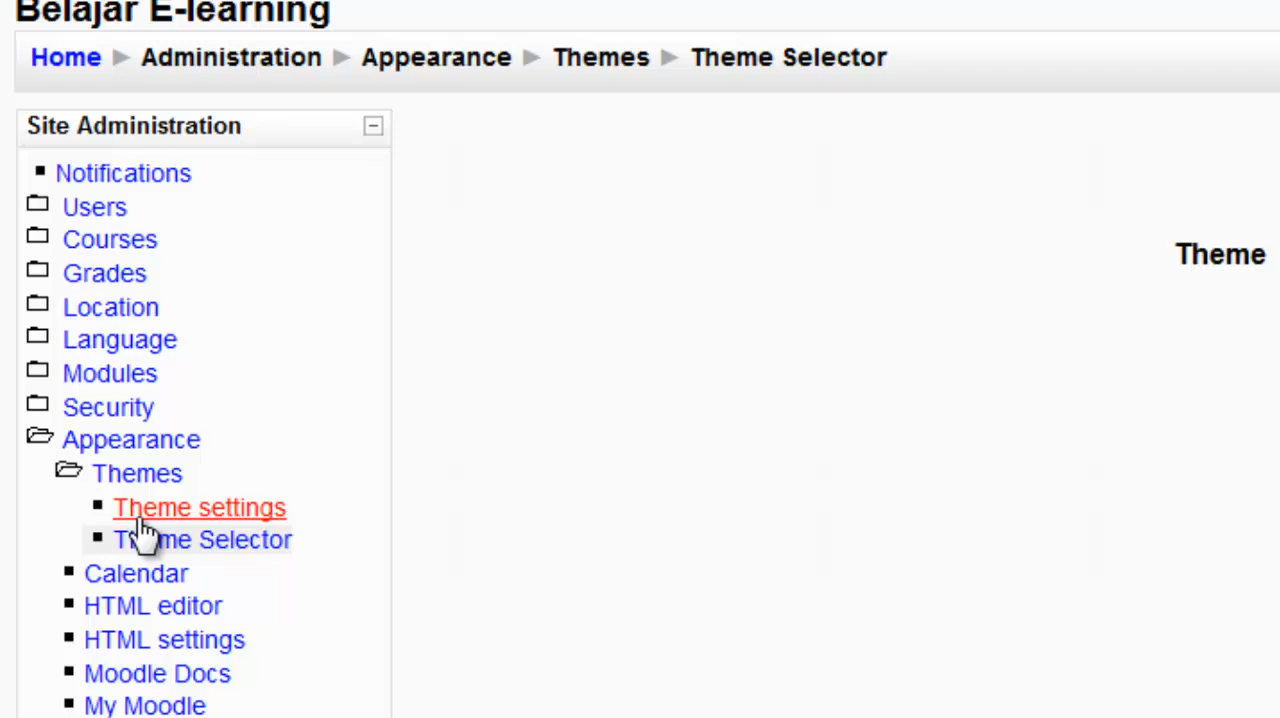 Belajar E-learning
Home Administration Appearance Themes Theme Selector
Site Administration
Notifications
Users
Courses
Grades
Location
Language
Modules
Security
Appearance
Themes
Theme settings
Theme Selector
Calendar
HTML editor
HTML settings
Moodle Docs
My Moodle
Theme